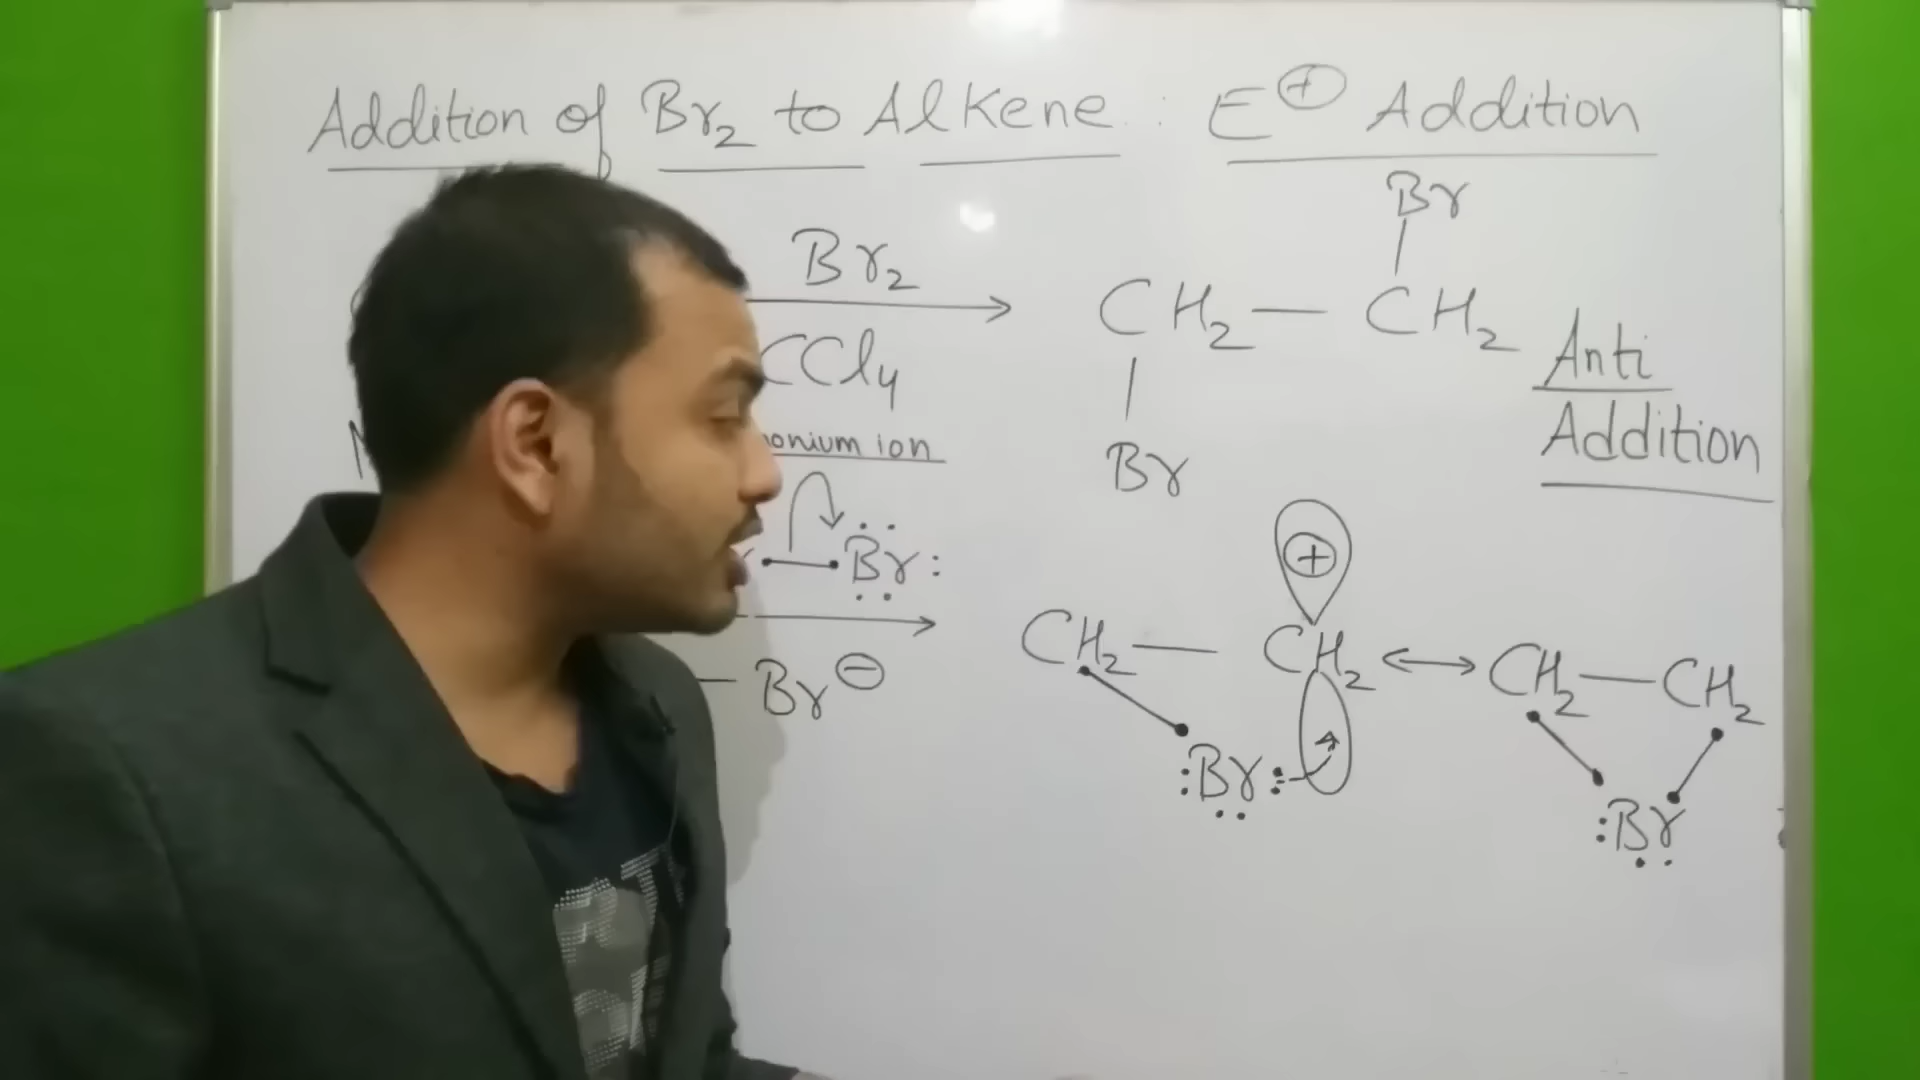 Addition of Br2 to Alkene : E⊕ Addition
Br
Br2
CH2 — CH2
CCl4
Anti
Addition
onium ion
Br
Br:
⊕
CH2 — CH2 ↔ CH2 — CH2
Br⊖
:Br:
:Br